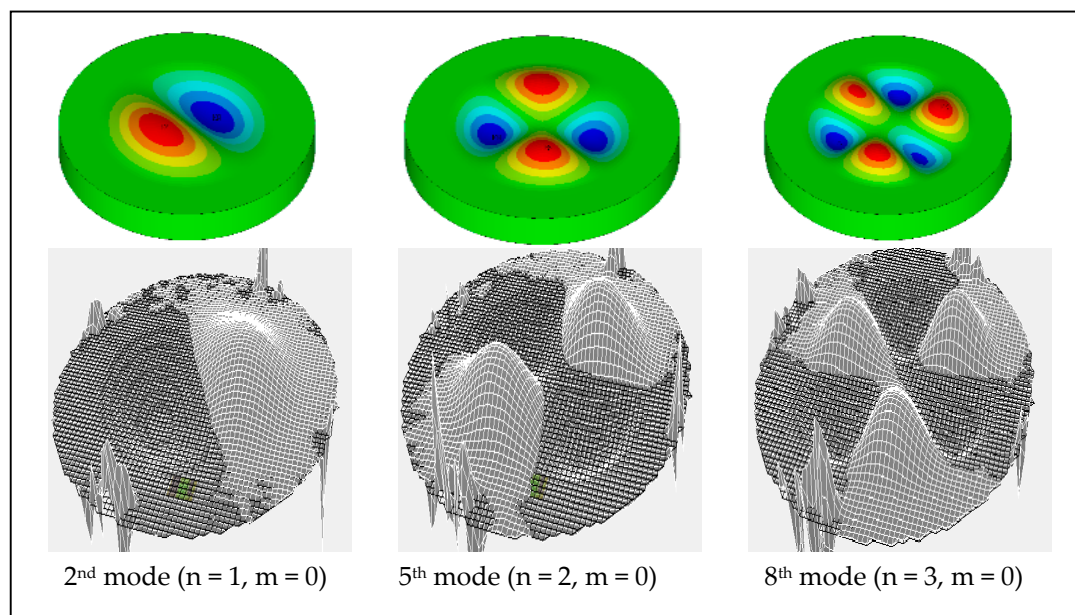 2nd mode (n = 1, m = 0)
5th mode (n = 2, m = 0)
8th mode (n = 3, m = 0)